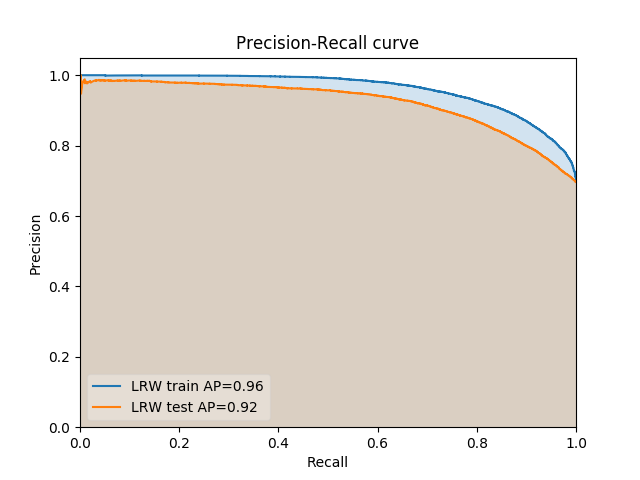 Precision-Recall curve
1.0
0.8
0.6
0.4
0.2
0.0
Precision
LRW train AP=0.96
LRW test AP=0.92
0.0 0.2 0.4 0.6 0.8 1.0
Recall